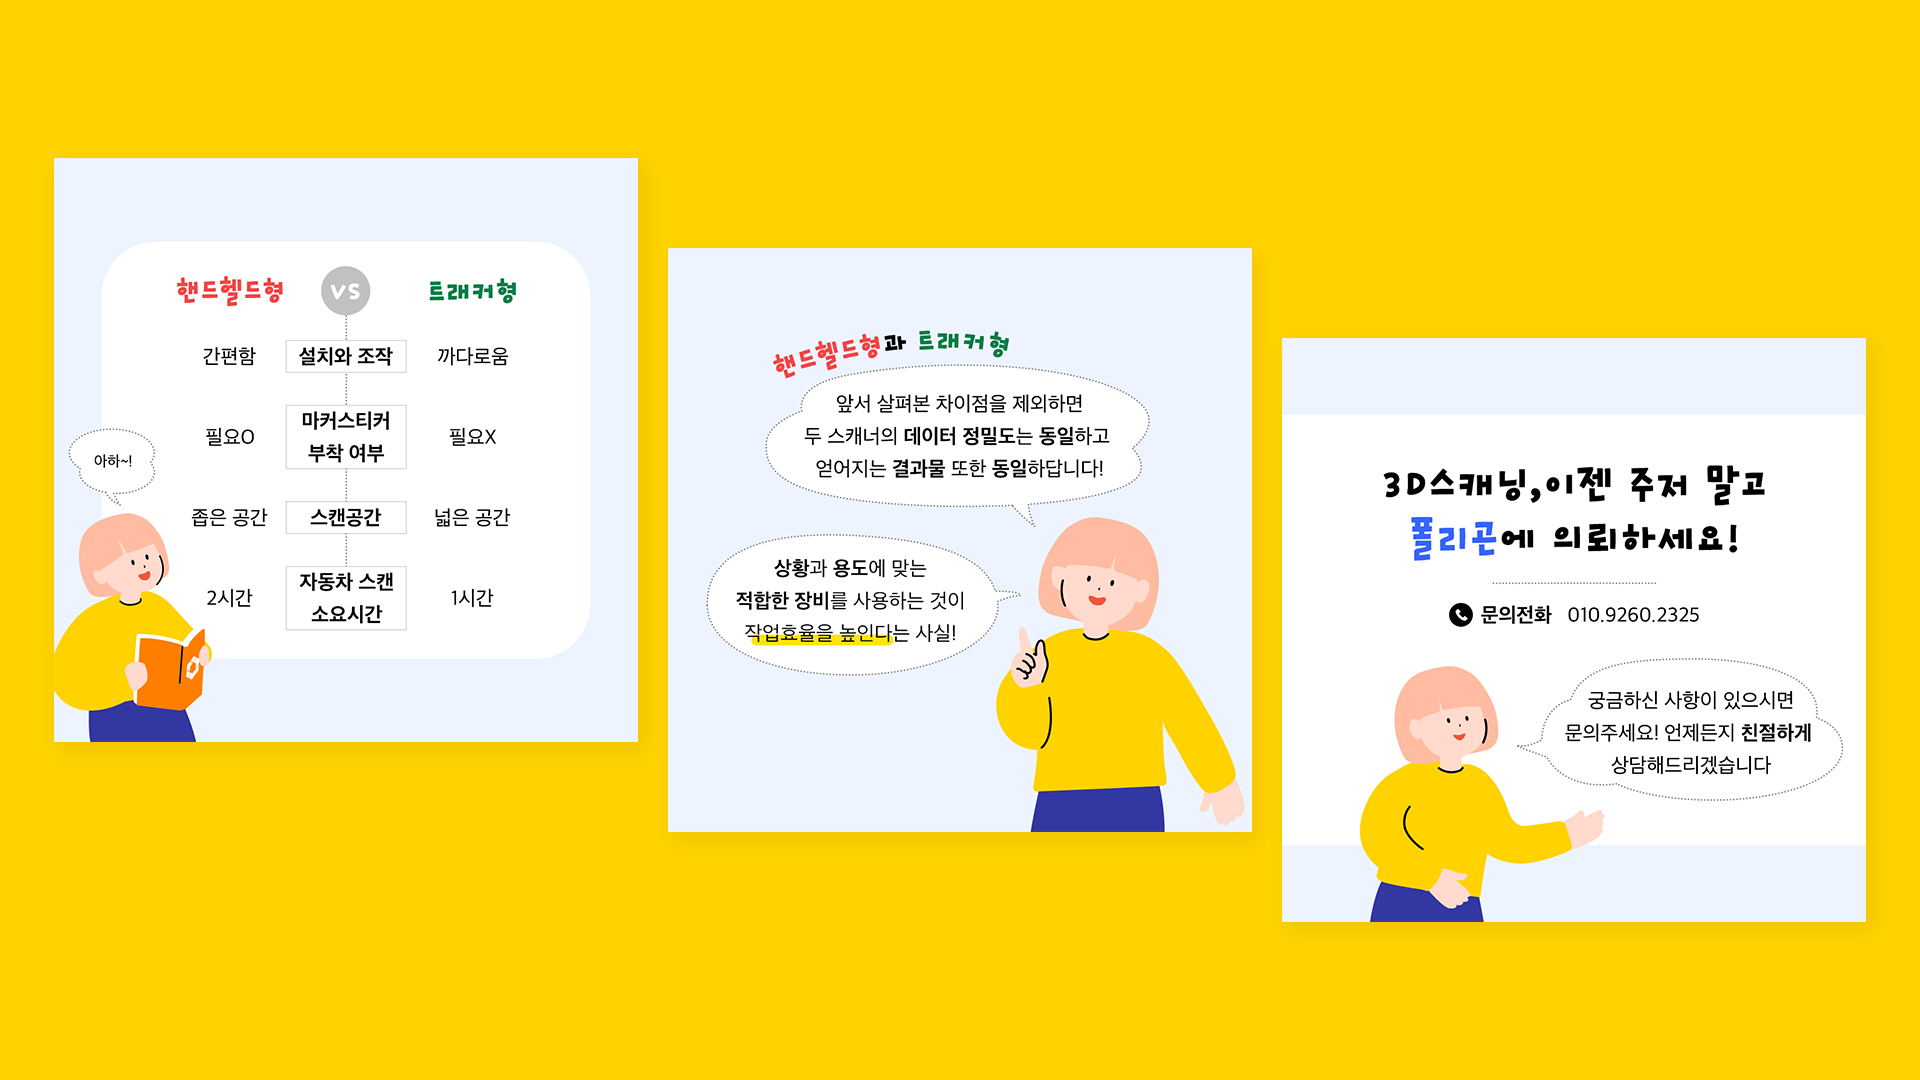 핸드헬드형 VS 트래커형
간편함 설치와 조작 까다로움
필요O 마커스티커 부착 여부 필요X
좁은 공간 스캔공간 넓은 공간
2시간 자동차 스캔 소요시간 1시간
아하~!
핸드헬드형과 트래커형
앞서 살펴본 차이점을 제외하면
두 스캐너의 데이터 정밀도는 동일하고
얻어지는 결과물 또한 동일하답니다!
상황과 용도에 맞는
적합한 장비를 사용하는 것이
작업효율을 높인다는 사실!
3D스캐닝,이젠 주저 말고
폴리곤에 의뢰하세요!
문의전화 010.9260.2325
궁금하신 사항이 있으시면
문의주세요! 언제든지 친절하게
상담해드리겠습니다